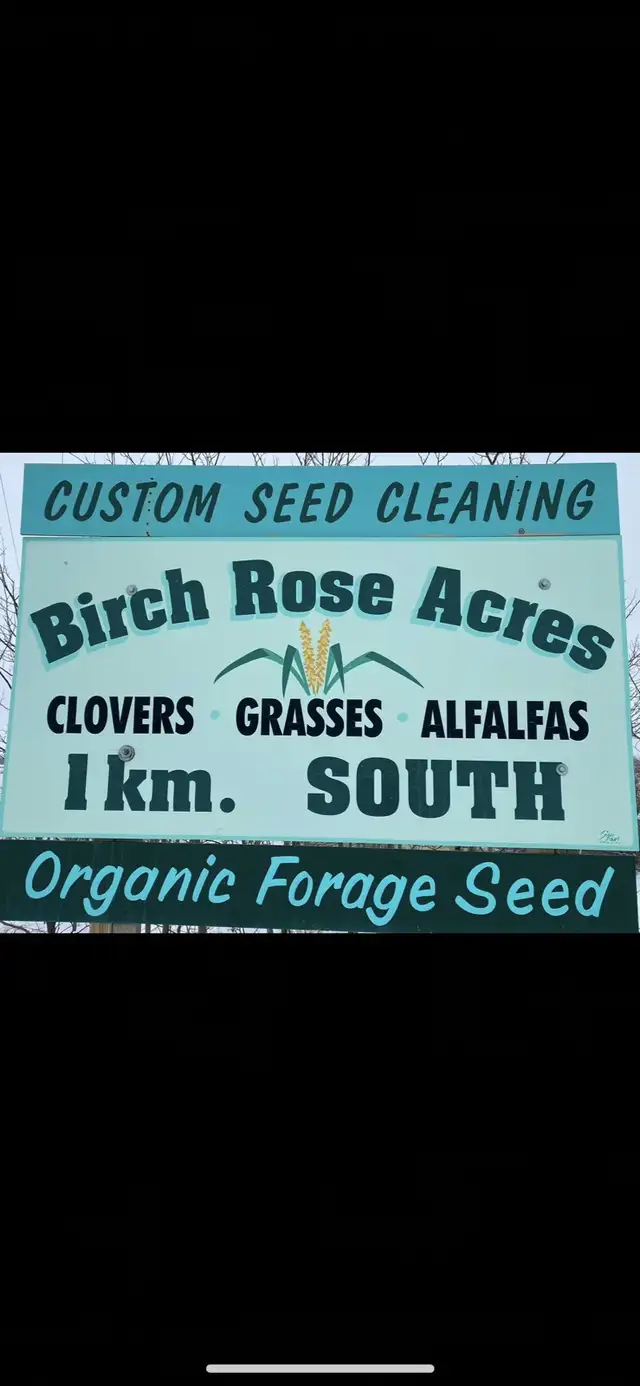 CUSTOM SEED CLEANING
Birch Rose Acres
CLOVERS • GRASSES • ALFALFAS
1 km. SOUTH
Organic Forage Seed